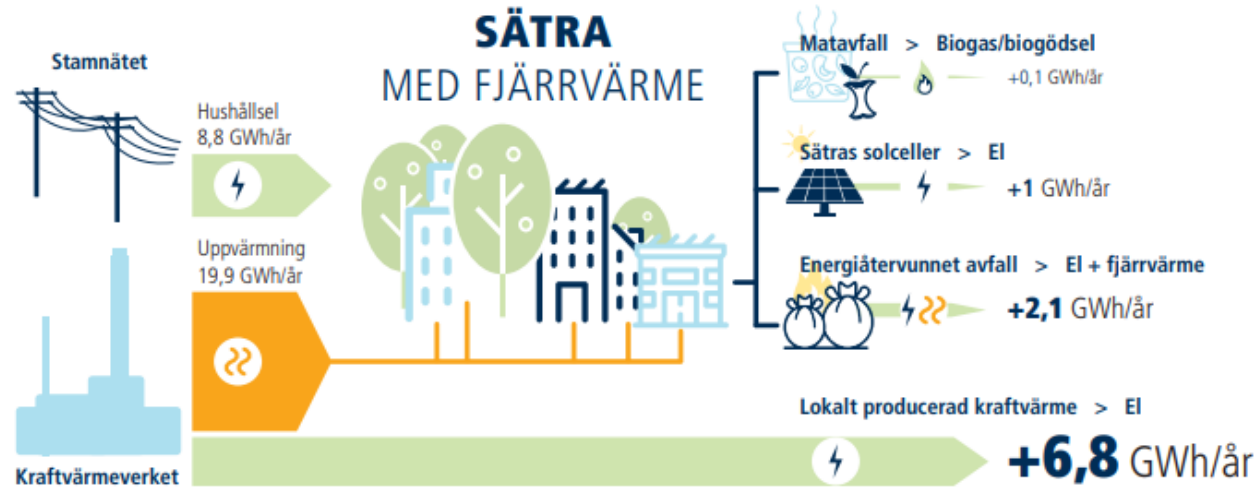 SÄTRA
MED FJÄRRVÄRME
Stamnätet
Hushållsel
8,8 GWh/år
Uppvärmning
19,9 GWh/år
Kraftvärmeverket
Matavfall > Biogas/biogödsel
+0,1 GWh/år
Sätras solceller > El
+1 GWh/år
Energiåtervunnet avfall > El + fjärrvärme
+2,1 GWh/år
Lokalt producerad kraftvärme > El
+6,8 GWh/år